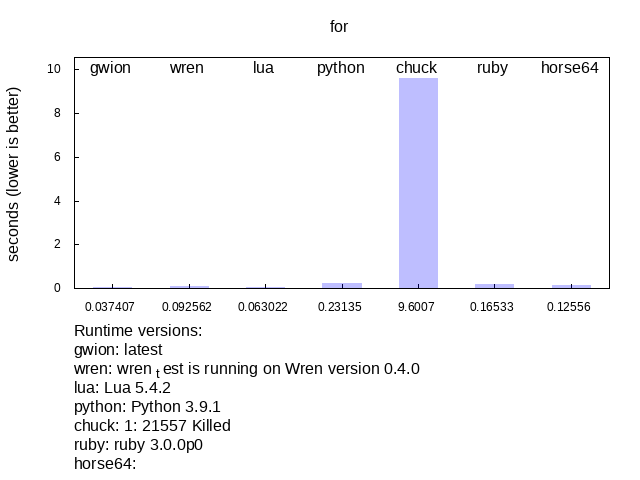 for
seconds (lower is better)
10
8
6
4
2
0
gwion wren lua python chuck ruby horse64
0.037407 0.092562 0.063022 0.23135 9.6007 0.16533 0.12556
Runtime versions:
gwion: latest
wren: wren test is running on Wren version 0.4.0
lua: Lua 5.4.2
python: Python 3.9.1
chuck: 1: 21557 Killed
ruby: ruby 3.0.0p0
horse64: